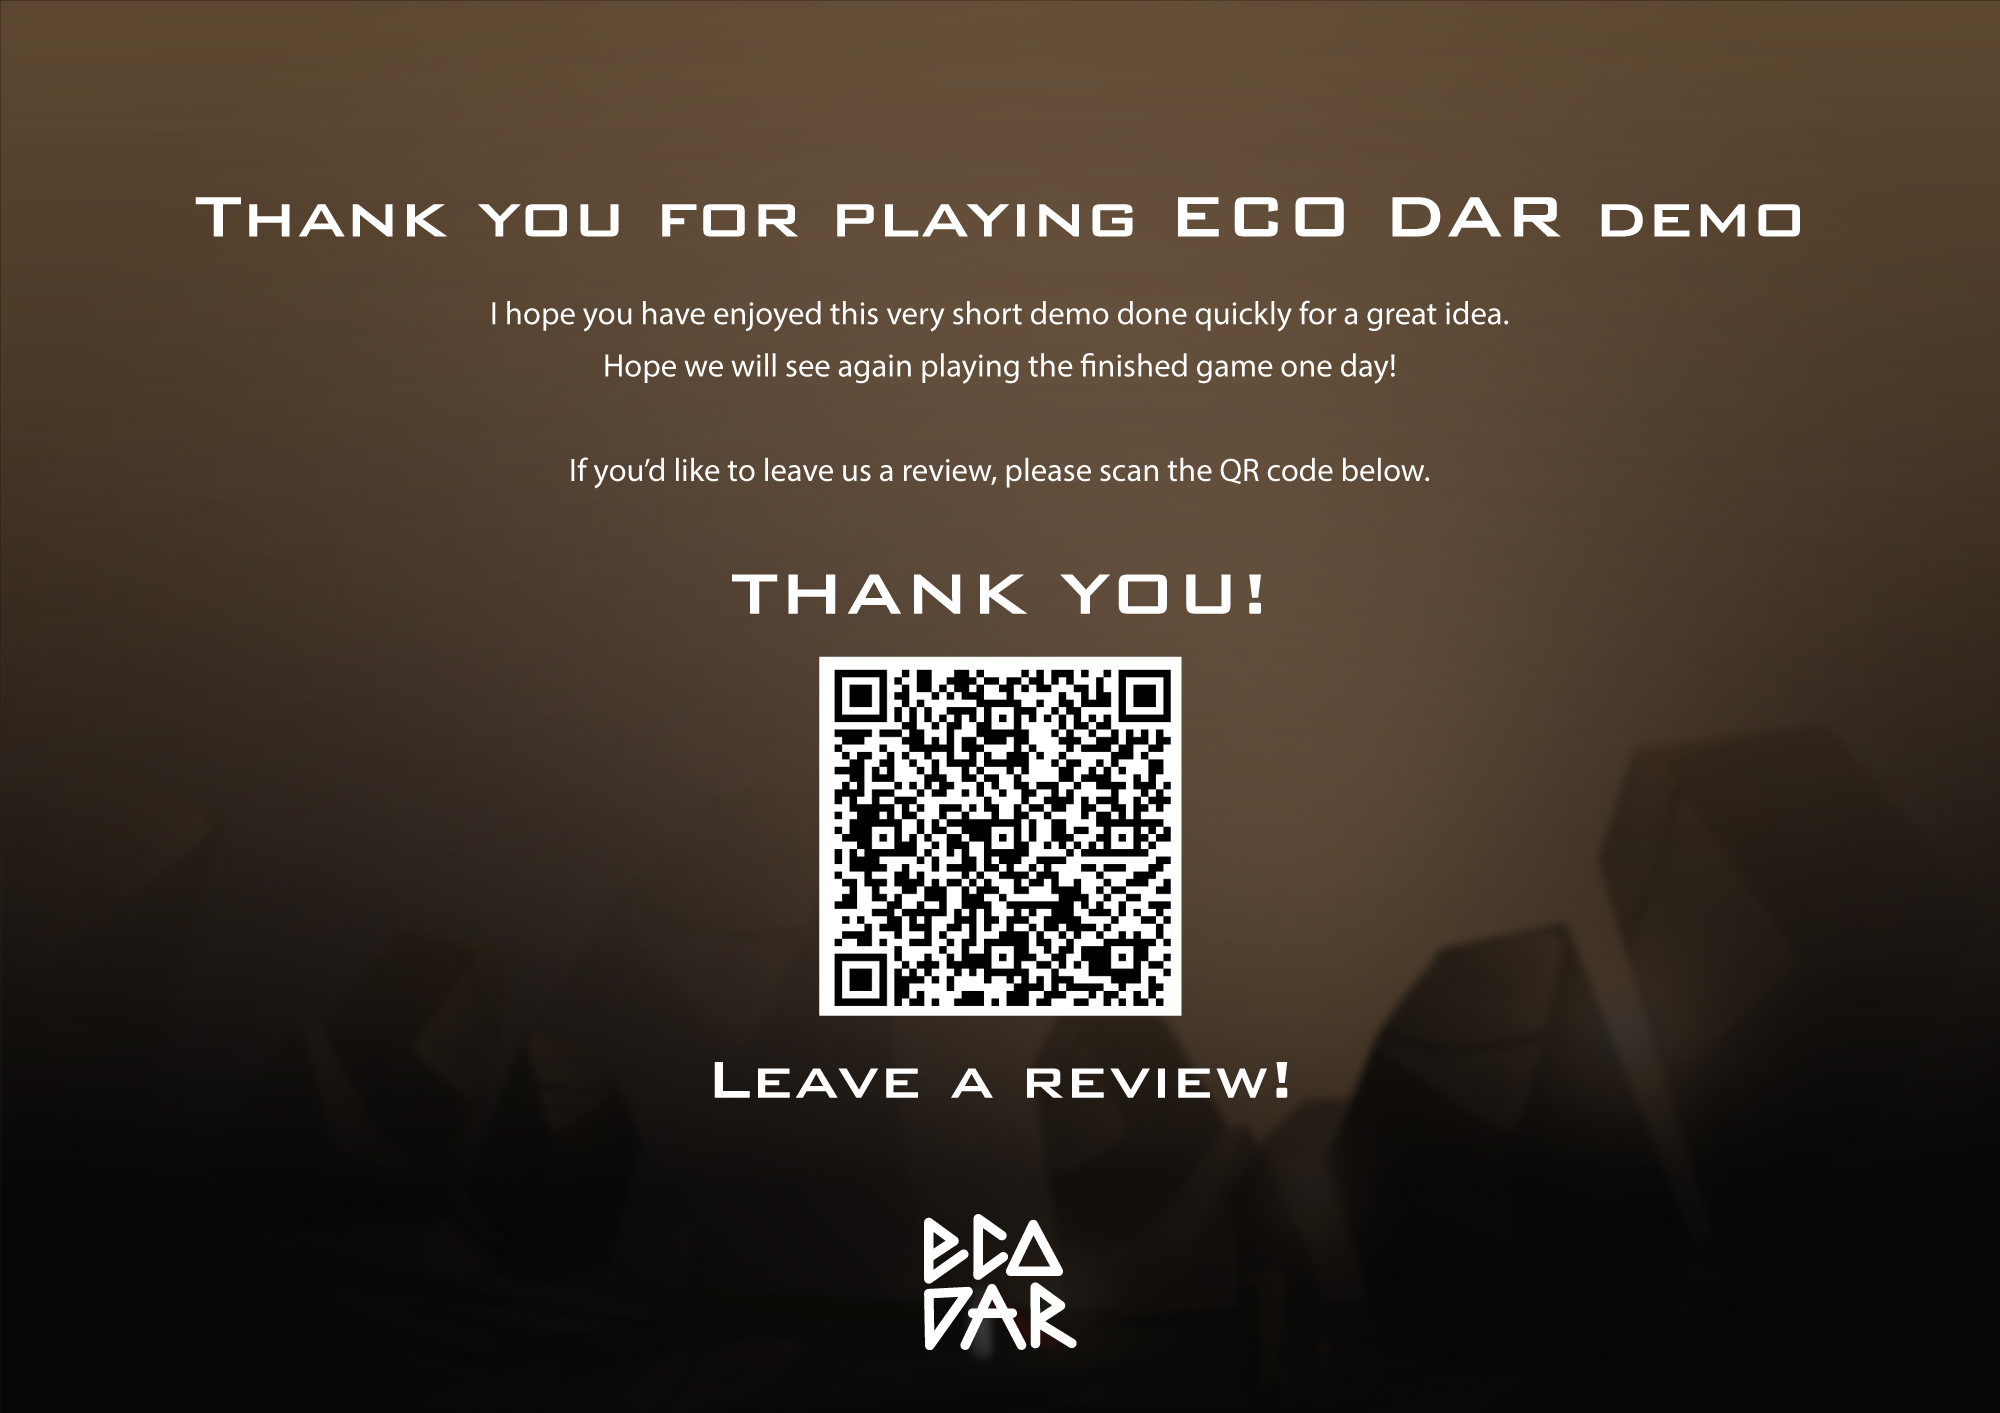 Thank you for playing ECO DAR demo
I hope you have enjoyed this very short demo done quickly for a great idea.
Hope we will see again playing the finished game one day!
If you’d like to leave us a review, please scan the QR code below.
THANK YOU!
Leave a review!
ECO
DAR